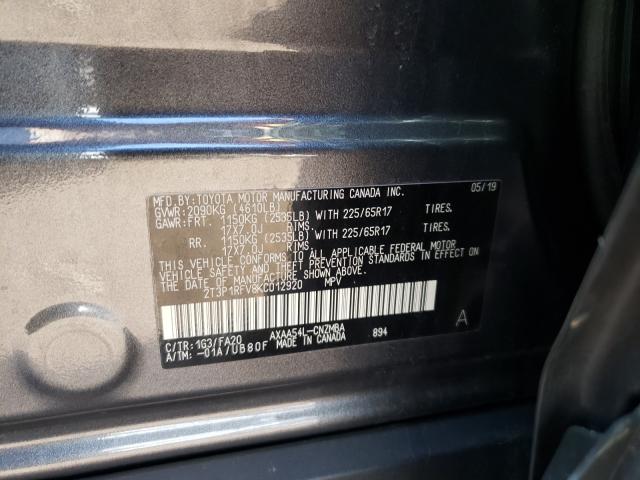 MFD.BY:TOYOTA MOTOR MANUFACTURING CANADA INC. 05/19
GVWR:2090KG (4610LB)
GAWR:FRT. 1150KG (2535LB) WITH 225/65R17 TIRES.
17X7.0J RIMS.
RR. 1150KG (2535LB) WITH 225/65R17 TIRES.
17X7.0J RIMS.
THIS VEHICLE CONFORMS TO ALL APPLICABLE FEDERAL MOTOR
VEHICLE SAFETY AND THEFT PREVENTION STANDARDS IN EFFECT ON
THE DATE OF MANUFACTURE SHOWN ABOVE.
2T3P1RFV8KC012920 MPV
C/TR:1G3/FA20 AXAA54L-CNZMBA 894 A
A/TM:-01A/UB80F MADE IN CANADA